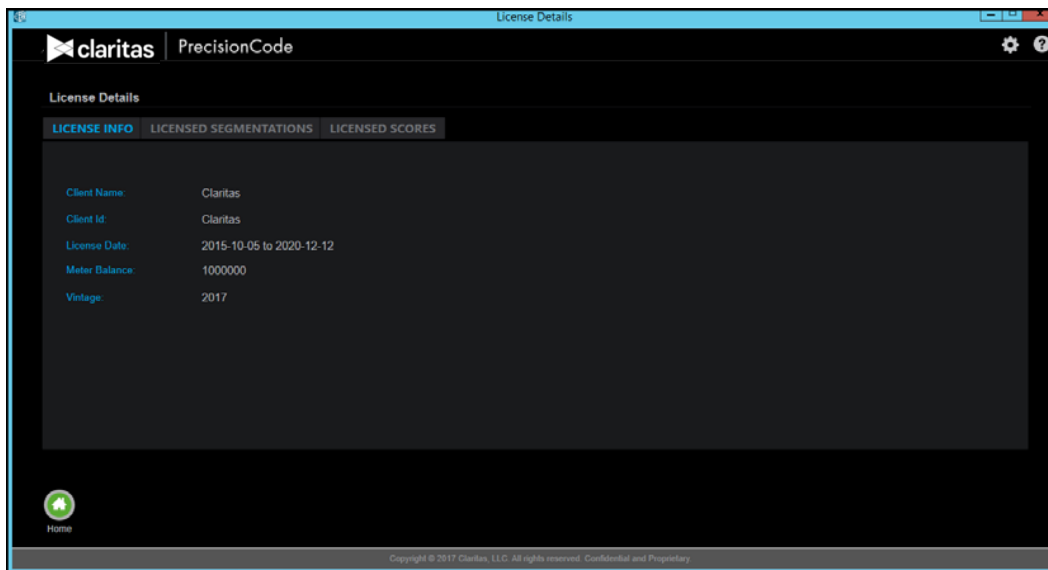 License Details
claritas PrecisionCode
License Details
LICENSE INFO LICENSED SEGMENTATIONS LICENSED SCORES
Client Name: Claritas
Client Id: Claritas
License Date: 2015-10-05 to 2020-12-12
Meter Balance: 1000000
Vintage: 2017
Home
Copyright © 2017 Claritas, LLC. All rights reserved. Confidential and Proprietary.